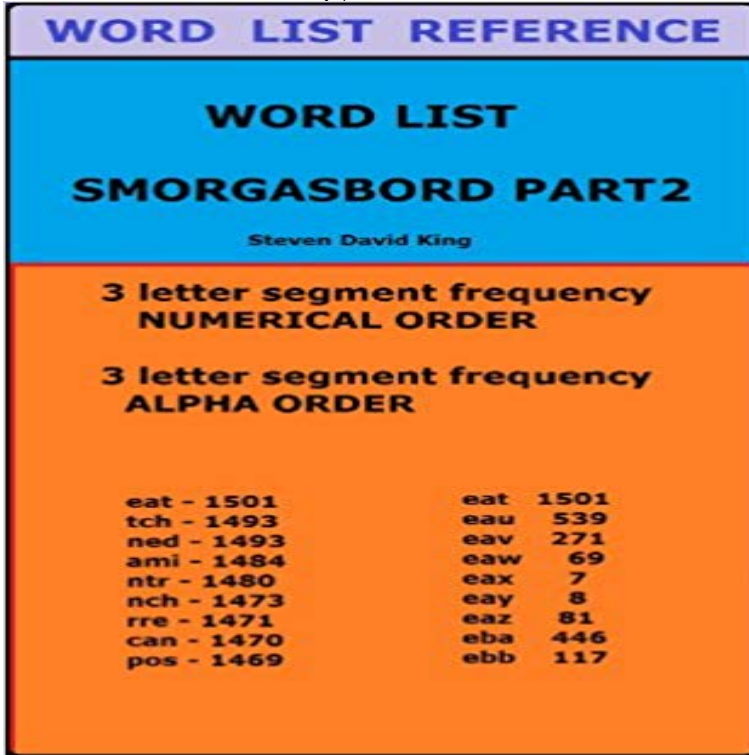 WORD LIST REFERENCE
WORD LIST
SMORGASBORD PART2
Steven David King
3 letter segment frequency
NUMERICAL ORDER
3 letter segment frequency
ALPHA ORDER
eat - 1501
tch - 1493
ned - 1493
ami - 1484
ntr - 1480
nch - 1473
rre - 1471
can - 1470
pos - 1469
eat 1501
eau 539
eav 271
eaw 69
eax 7
eay 8
eaz 81
eba 446
ebb 117